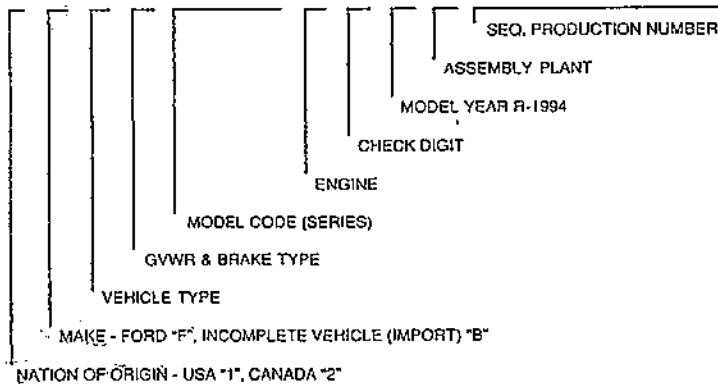 SEQ. PRODUCTION NUMBER
ASSEMBLY PLANT
MODEL YEAR R-1994
CHECK DIGIT
ENGINE
MODEL CODE (SERIES)
GVWR & BRAKE TYPE
VEHICLE TYPE
MAKE - FORD "F", INCOMPLETE VEHICLE (IMPORT) "B"
NATION OF ORIGIN - USA "1", CANADA "2"